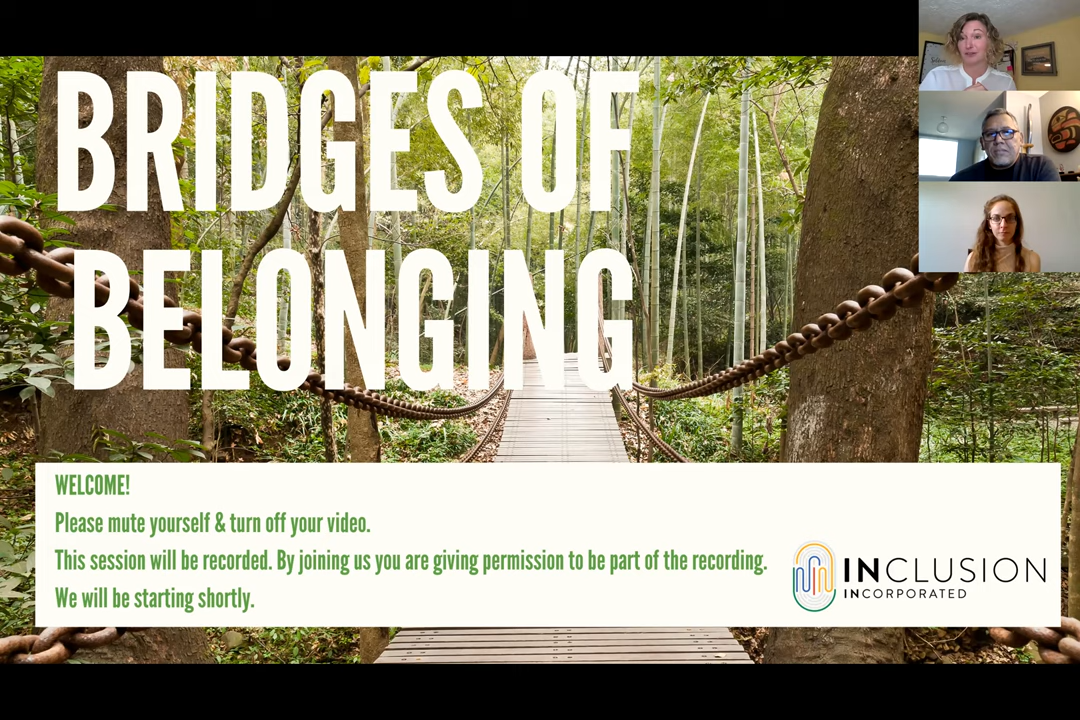 BRIDGES OF
BELONGING
WELCOME!
Please mute yourself & turn off your video.
This session will be recorded. By joining us you are giving permission to be part of the recording.
We will be starting shortly.
INCLUSION
INCORPORATED